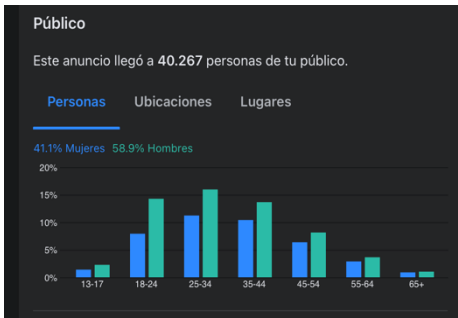 Público
Este anuncio llegó a 40.267 personas de tu público.
Personas Ubicaciones Lugares
41.1% Mujeres 58.9% Hombres
20%
15%
10%
5%
0%
13-17 18-24 25-34 35-44 45-54 55-64 65+